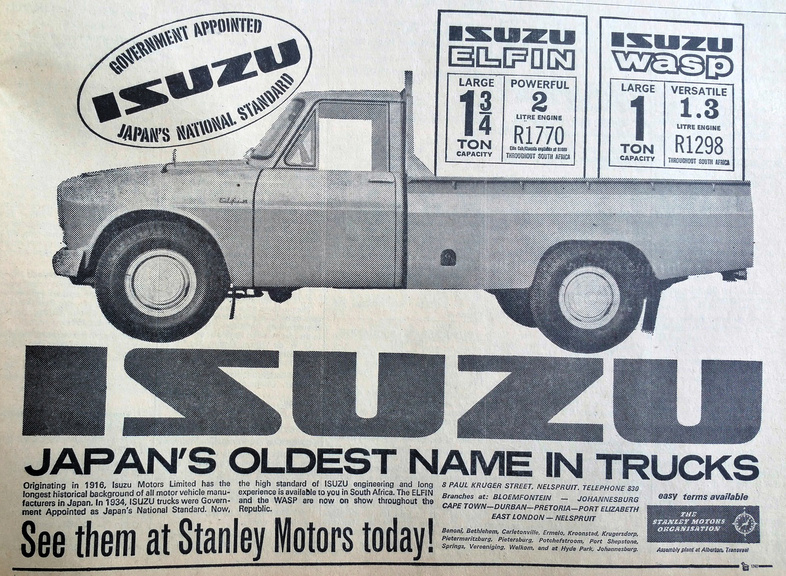 GOVERNMENT APPOINTED
ISUZU
JAPAN'S NATIONAL STANDARD
ISUZU
ELFIN
LARGE
1 3/4
TON
CAPACITY
POWERFUL
2
LITRE ENGINE
R1770
THROUGHOUT SOUTH AFRICA
ISUZU
wasp
LARGE
1
TON
CAPACITY
VERSATILE
1.3
LITRE ENGINE
R1298
THROUGHOUT SOUTH AFRICA
ISUZU
JAPAN'S OLDEST NAME IN TRUCKS
Originating in 1916, Isuzu Motors Limited has the
longest historical background of all motor vehicle manu-
facturers in Japan. In 1934, ISUZU trucks were Govern-
ment Appointed as Japan's National Standard. Now,
the high standard of ISUZU engineering and long
experience is available to you in South Africa. The ELFIN
and the WASP are now on show throughout the
Republic.
See them at Stanley Motors today!
8 PAUL KRUGER STREET, NELSPRUIT. TELEPHONE 830
Branches at: BLOEMFONTEIN — JOHANNESBURG
CAPE TOWN—DURBAN—PRETORIA—PORT ELIZABETH
EAST LONDON — NELSPRUIT
Benoni, Bethlehem, Carletonville, Ermelo, Kroonstad, Krugersdorp,
Pietermaritzburg, Pietersburg, Potchefstroom, Port Shepstone,
Springs, Vereeniging, Welkom, and at Hyde Park, Johannesburg.
easy terms available
THE
STANLEY MOTORS
ORGANISATION
Assembly plant at Alberton, Transvaal